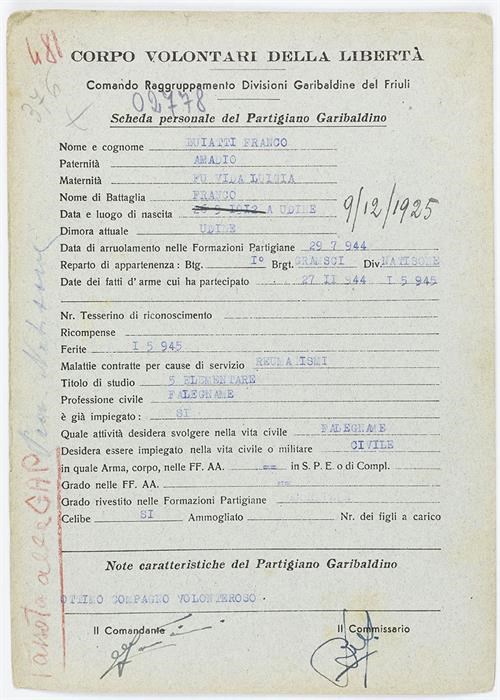 481
376
CORPO VOLONTARI DELLA LIBERTÀ
Comando Raggruppamento Divisioni Garibaldine del Friuli
02778
Scheda personale del Partigiano Garibaldino
Nome e cognome BUIATTI FRANCO
Paternità AMADIO
Maternità FU VIDA LUIGIA
Nome di Battaglia FRANCO
Data e luogo di nascita 26 9 1912 A UDINE 9/12/1925
Dimora attuale UDINE
Data di arruolamento nelle Formazioni Partigiane 29 7 944
Reparto di appartenenza : Btg. I° Brgt. GRAMSCI Div. NATISONE
Date dei fatti d'arme cui ha partecipato 27 II 944 I 5 945
Nr. Tesserino di riconoscimento
Ricompense
Ferite I 5 945
Malattie contratte per cause di servizio REUMATISMI
Titolo di studio 5 ELEMENTARE
Professione civile FALEGNAME
è già impiegato : SI
Quale attività desidera svolgere nella vita civile FALEGNAME
Desidera essere impiegato nella vita civile o militare CIVILE
in quale Arma, corpo, nelle FF. AA. == in S. P. E. o di Compl.
Grado nelle FF. AA. ==
Grado rivestito nelle Formazioni Partigiane
Celibe SI Ammogliato Nr. dei figli a carico
Note caratteristiche del Partigiano Garibaldino
OTTIMO COMPAGNO VOLONTEROSO .
Il Comandante Il Commissario
alla GAP